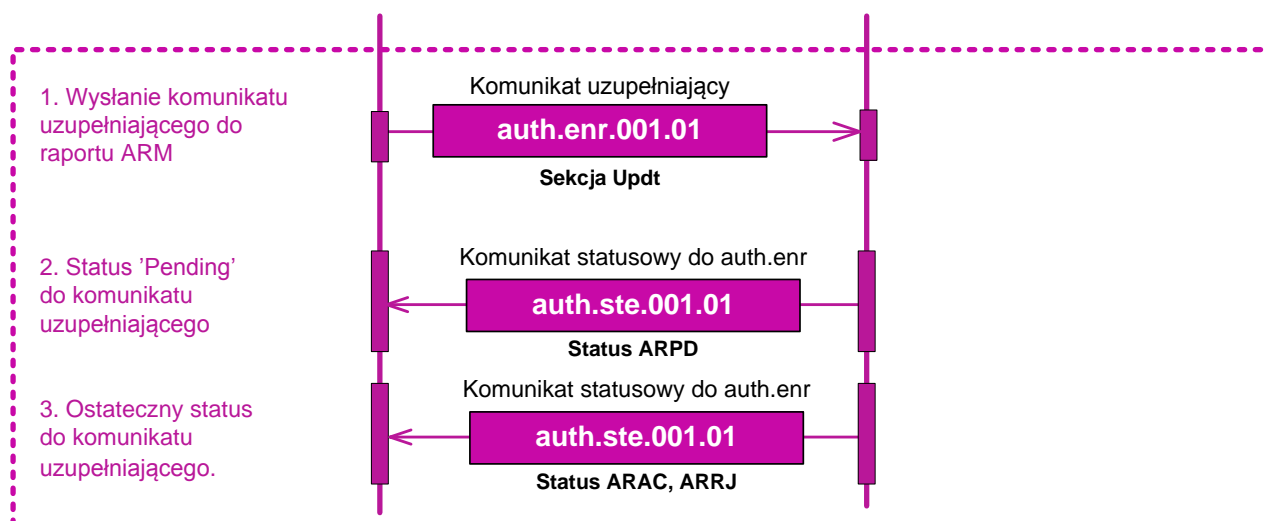 1. Wysłanie komunikatu
uzupełniającego do
raportu ARM
Komunikat uzupełniający
auth.enr.001.01
Sekcja Updt
2. Status ’Pending’
do komunikatu
uzupełniającego
Komunikat statusowy do auth.enr
auth.ste.001.01
Status ARPD
3. Ostateczny status
do komunikatu
uzupełniającego.
Komunikat statusowy do auth.enr
auth.ste.001.01
Status ARAC, ARRJ